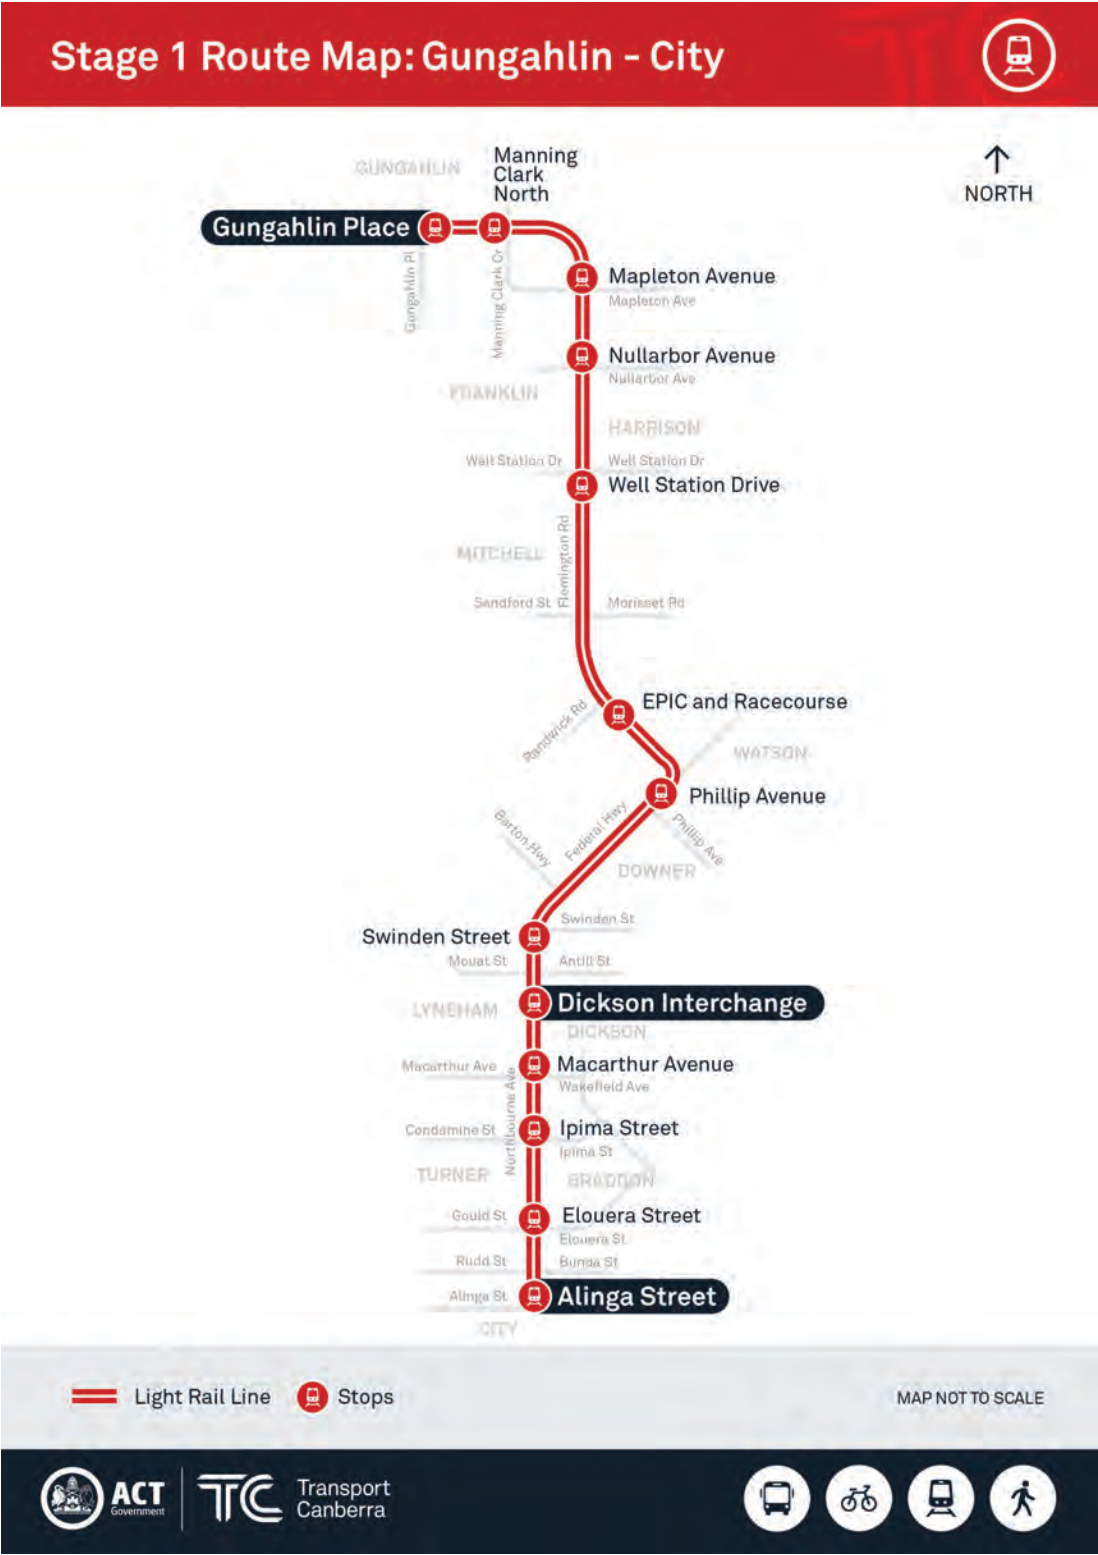 Stage 1 Route Map: Gungahlin - City
GUNGAHLIN
Manning
Clark
North
NORTH
Gungahlin Place
Gungahlin Pl
Manning Clark Cr
Mapleton Avenue
Mapleton Ave
Nullarbor Avenue
Nullarbor Ave
FRANKLIN
HARRISON
Well Station Dr
Well Station Dr
Well Station Drive
Flemington Rd
MITCHELL
Sandford St
Morisset Rd
EPIC and Racecourse
Randwick Rd
WATSON
Phillip Avenue
Barton Hwy
Federal Hwy
Phillip Ave
DOWNER
Swinden St
Swinden Street
Mouat St
Antill St
Dickson Interchange
LYNEHAM
DICKSON
Macarthur Ave
Macarthur Avenue
Wakefield Ave
Northbourne Ave
Condamine St
Ipima Street
Ipima St
TURNER
BRADDON
Gould St
Elouera Street
Elouera St
Rudd St
Bunda St
Alinga St
Alinga Street
CITY
Light Rail Line
Stops
MAP NOT TO SCALE
ACT
Government
TC
Transport
Canberra